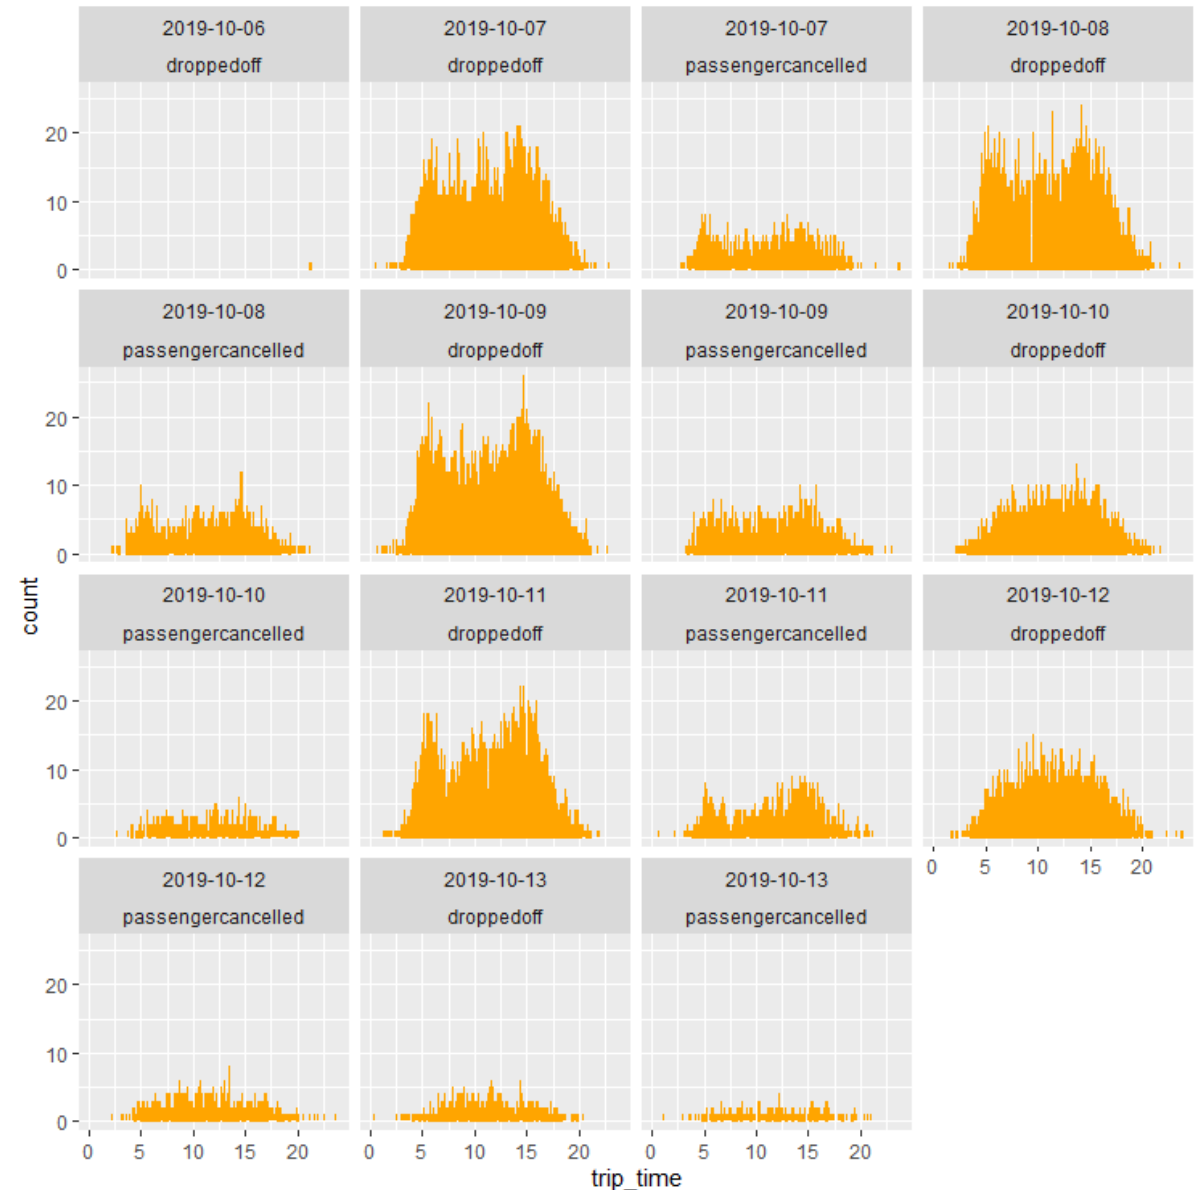 2019-10-06
droppedoff
2019-10-07
droppedoff
2019-10-07
passengercancelled
2019-10-08
droppedoff
20
10
0
2019-10-08
passengercancelled
2019-10-09
droppedoff
2019-10-09
passengercancelled
2019-10-10
droppedoff
20
10
0
count
2019-10-10
passengercancelled
2019-10-11
droppedoff
2019-10-11
passengercancelled
2019-10-12
droppedoff
20
10
0
0 5 10 15 20
2019-10-12
passengercancelled
2019-10-13
droppedoff
2019-10-13
passengercancelled
20
10
0
0 5 10 15 20
0 5 10 15 20
0 5 10 15 20
trip_time